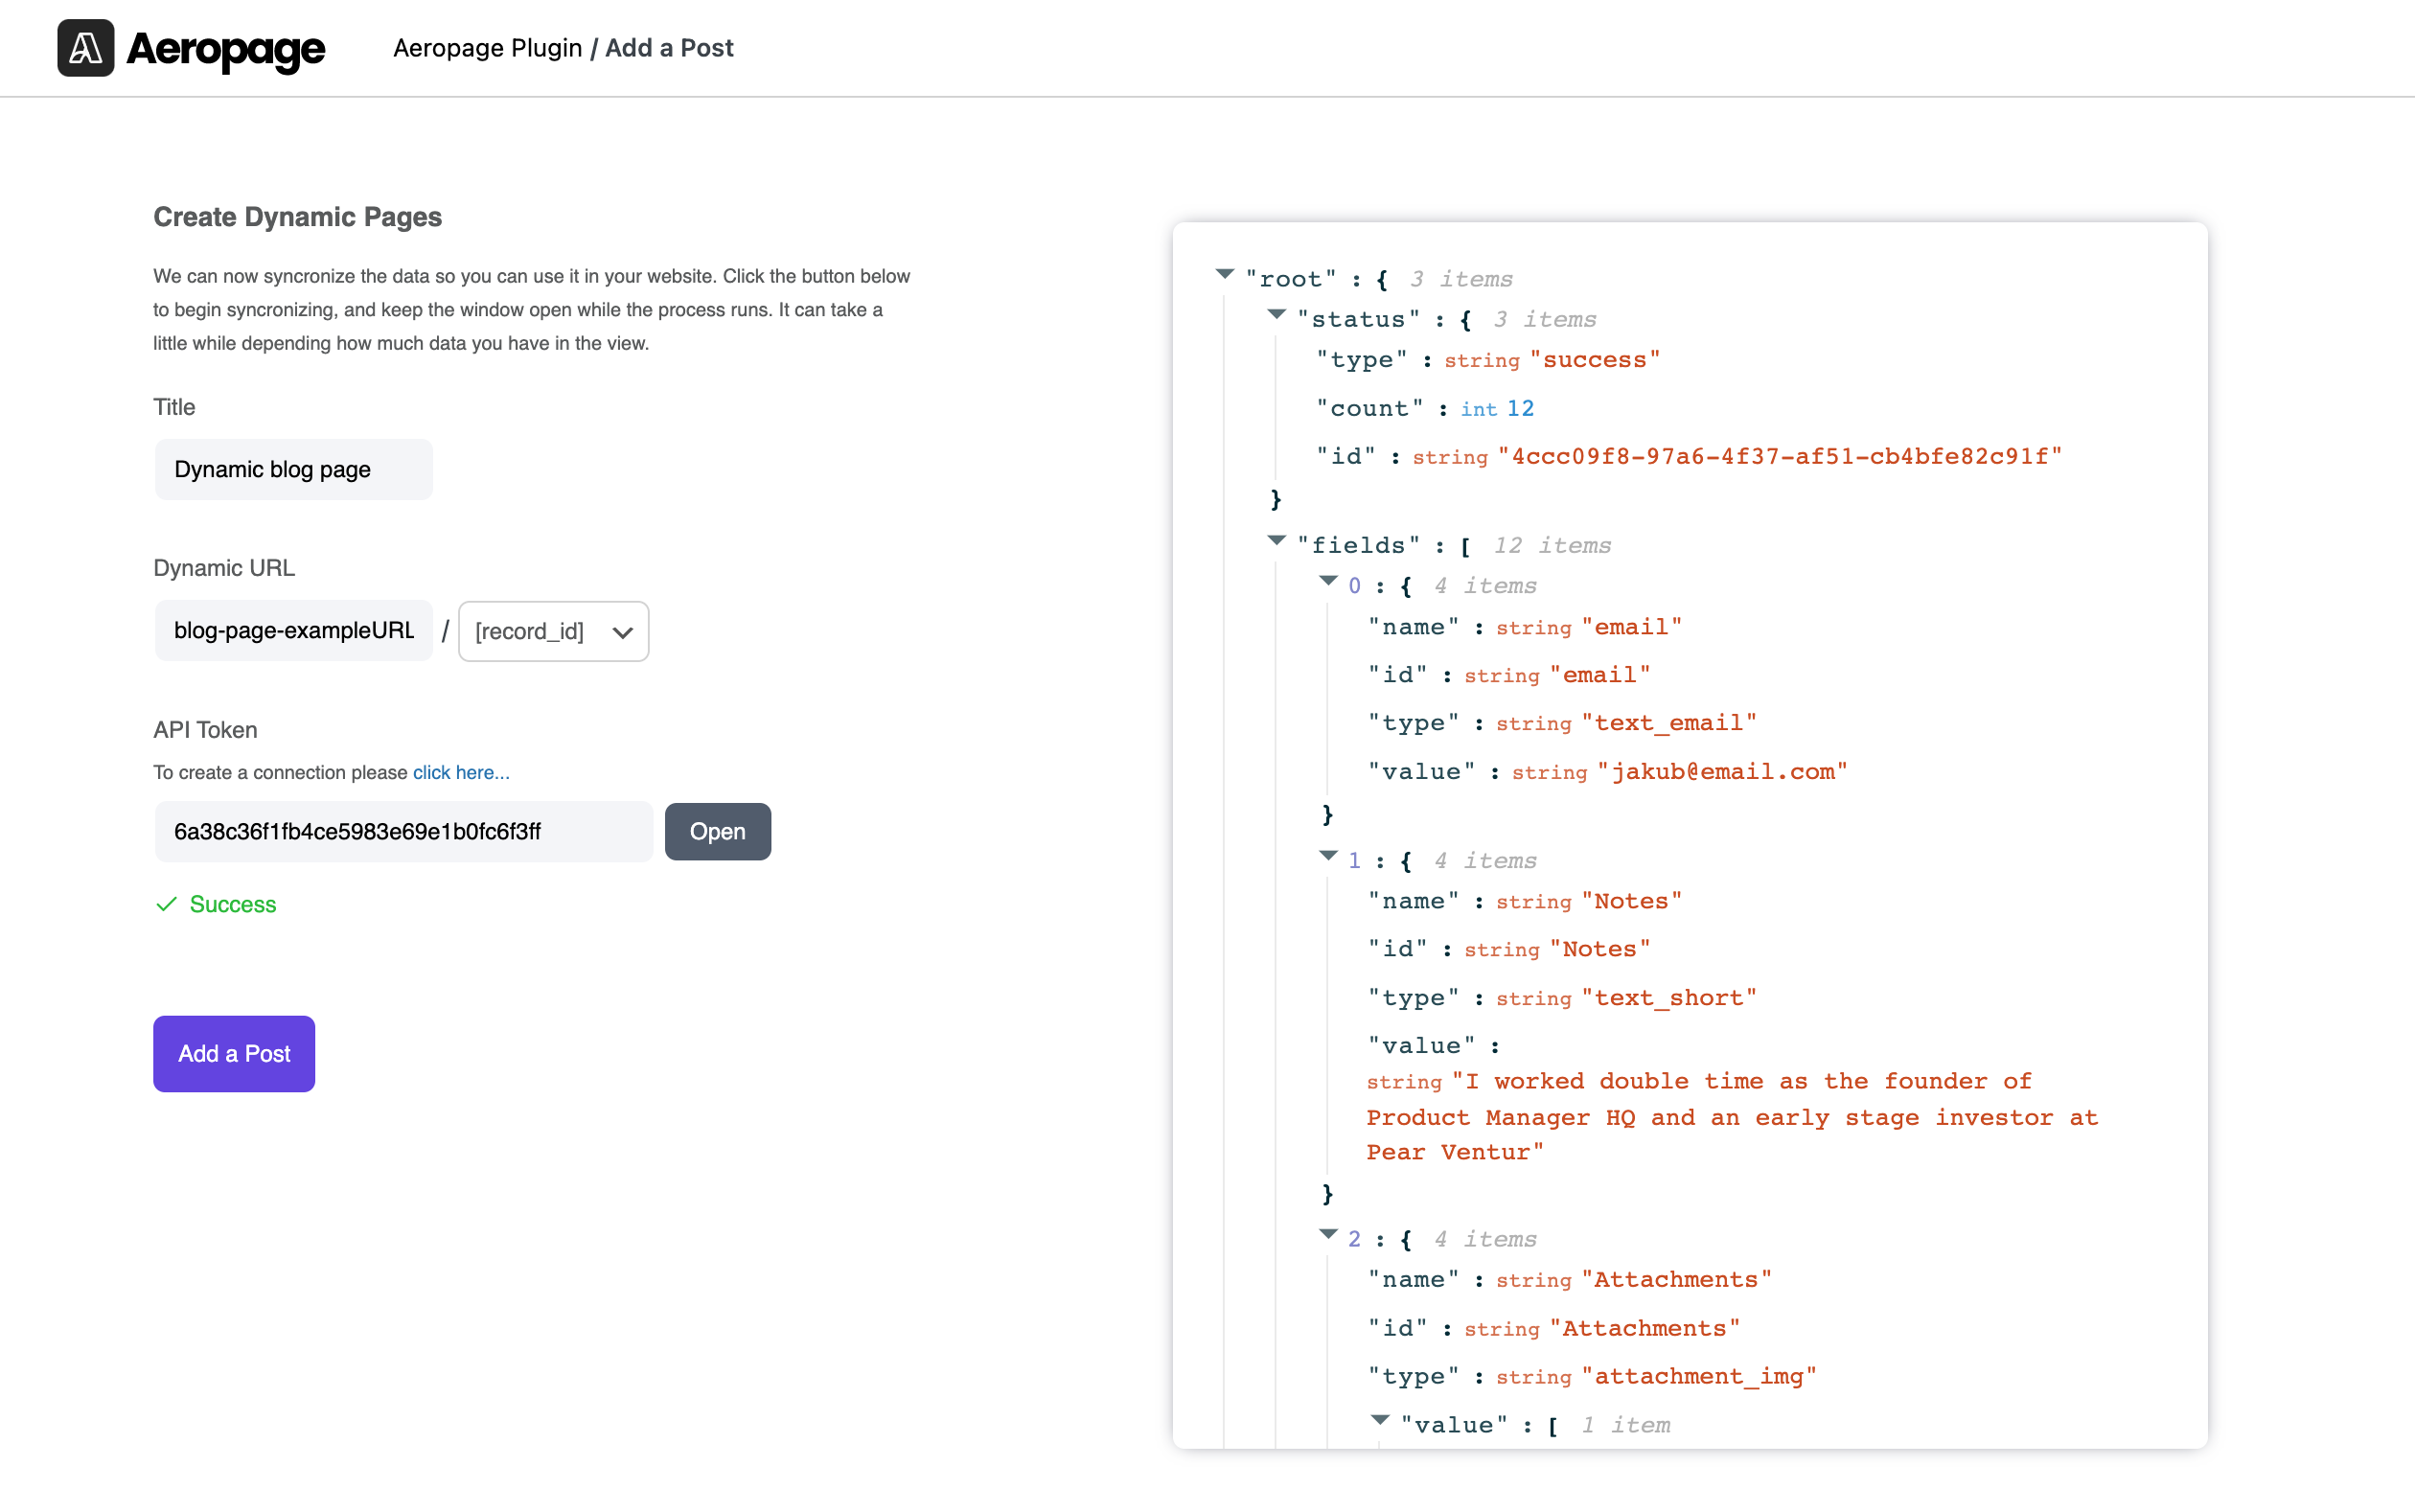 Aeropage
Aeropage Plugin / Add a Post
Create Dynamic Pages
We can now syncronize the data so you can use it in your website. Click the button below
to begin syncronizing, and keep the window open while the process runs. It can take a
little while depending how much data you have in the view.
Title
Dynamic blog page
Dynamic URL
blog-page-exampleURL / [record_id]
API Token
To create a connection please click here...
6a38c36f1fb4ce5983e69e1b0fc6f3ff Open
Success
Add a Post
"root" : { 3 items
"status" : { 3 items
"type" : string "success"
"count" : int 12
"id" : string "4ccc09f8-97a6-4f37-af51-cb4bfe82c91f"
}
"fields" : [ 12 items
0 : { 4 items
"name" : string "email"
"id" : string "email"
"type" : string "text_email"
"value" : string "jakub@email.com"
}
1 : { 4 items
"name" : string "Notes"
"id" : string "Notes"
"type" : string "text_short"
"value" :
string "I worked double time as the founder of
Product Manager HQ and an early stage investor at
Pear Ventur"
}
2 : { 4 items
"name" : string "Attachments"
"id" : string "Attachments"
"type" : string "attachment_img"
"value" : [ 1 item